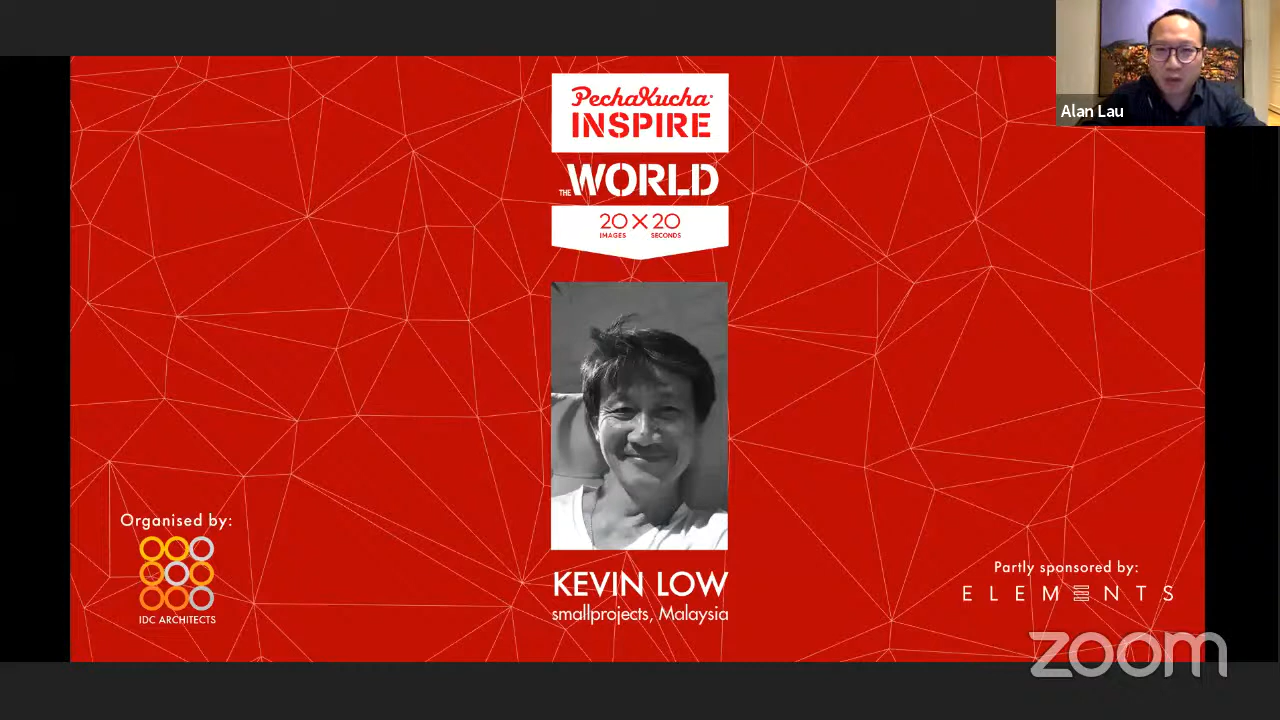 PechaKucha
INSPIRE
THE WORLD
20 X 20
IMAGES SECONDS
Alan Lau
KEVIN LOW
smallprojects, Malaysia
Organised by:
IDC ARCHITECTS
Partly sponsored by:
ELEMENTS
zoom